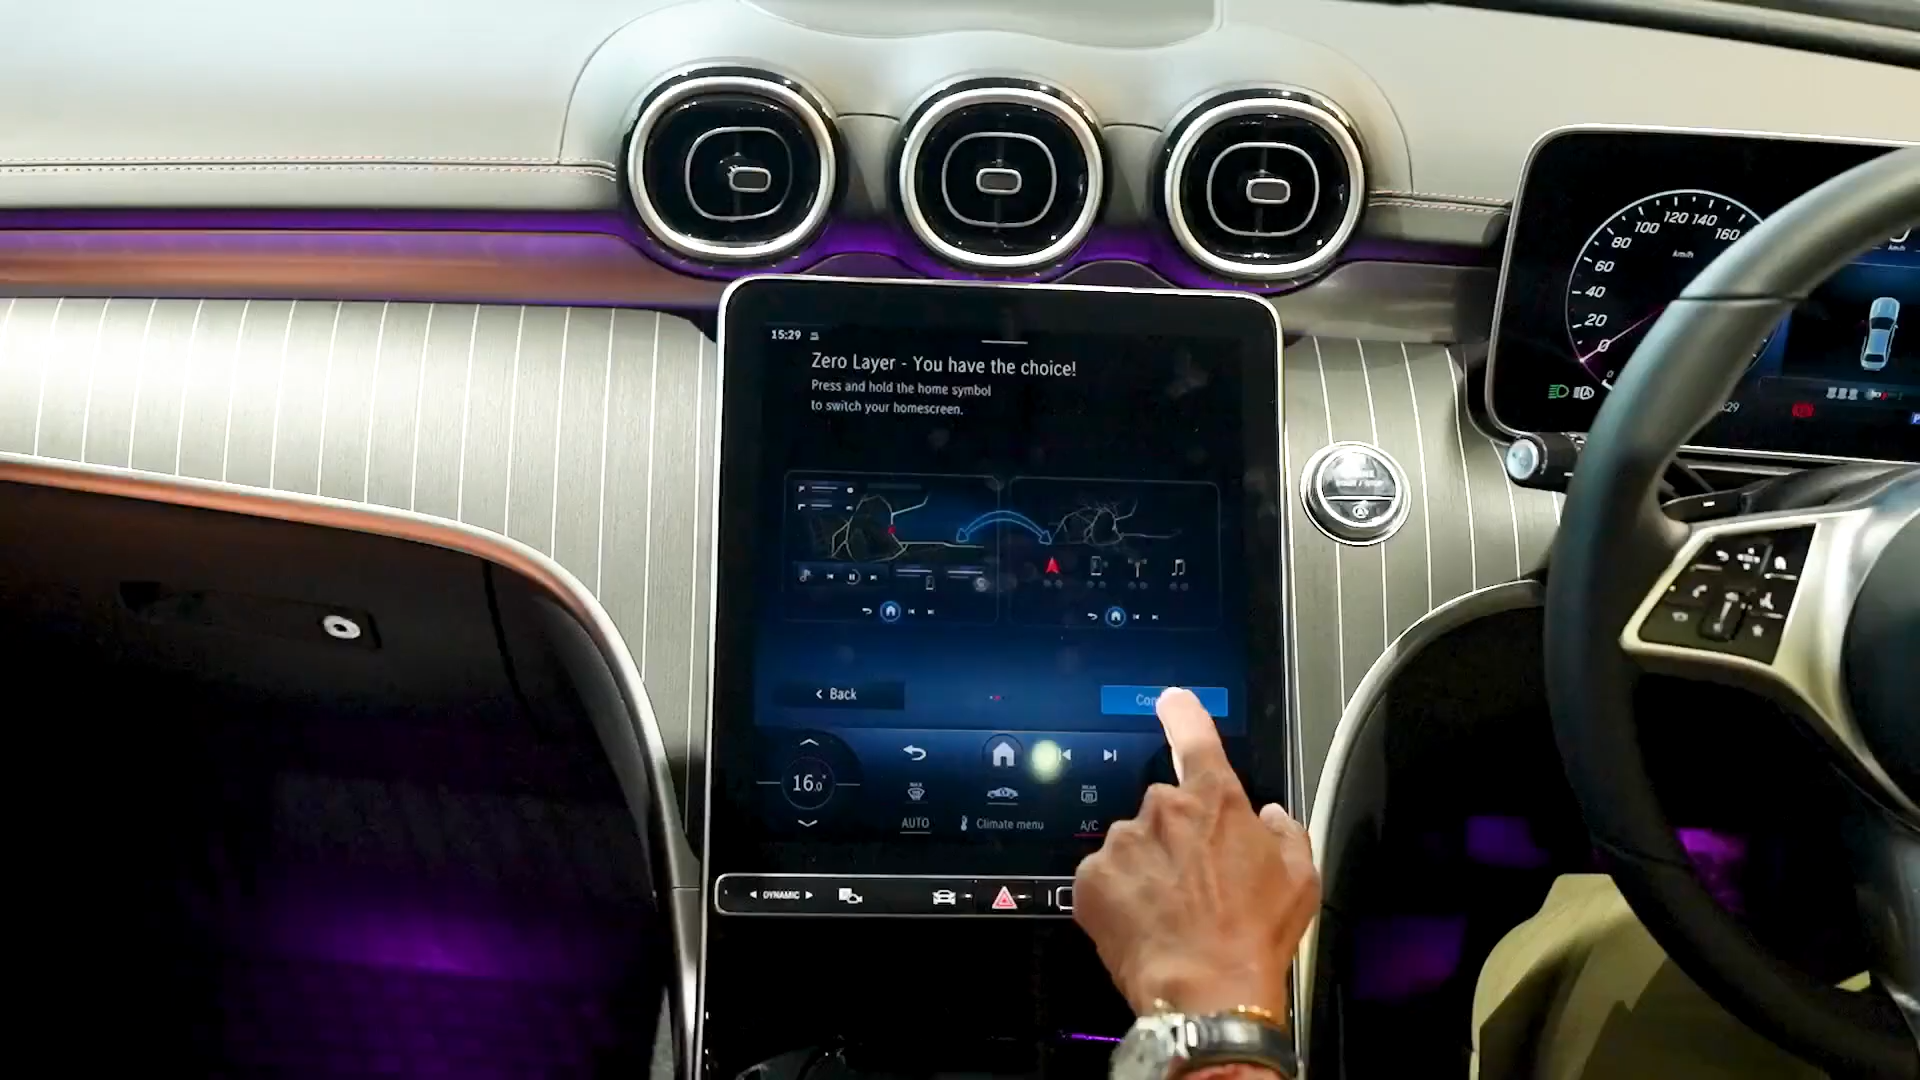 15:29
Zero Layer - You have the choice!
Press and hold the home symbol
to switch your homescreen.
Back
16.0°
AUTO
Climate menu
A/C
DYNAMIC
0
20
40
60
80
100
120
140
160
km/h